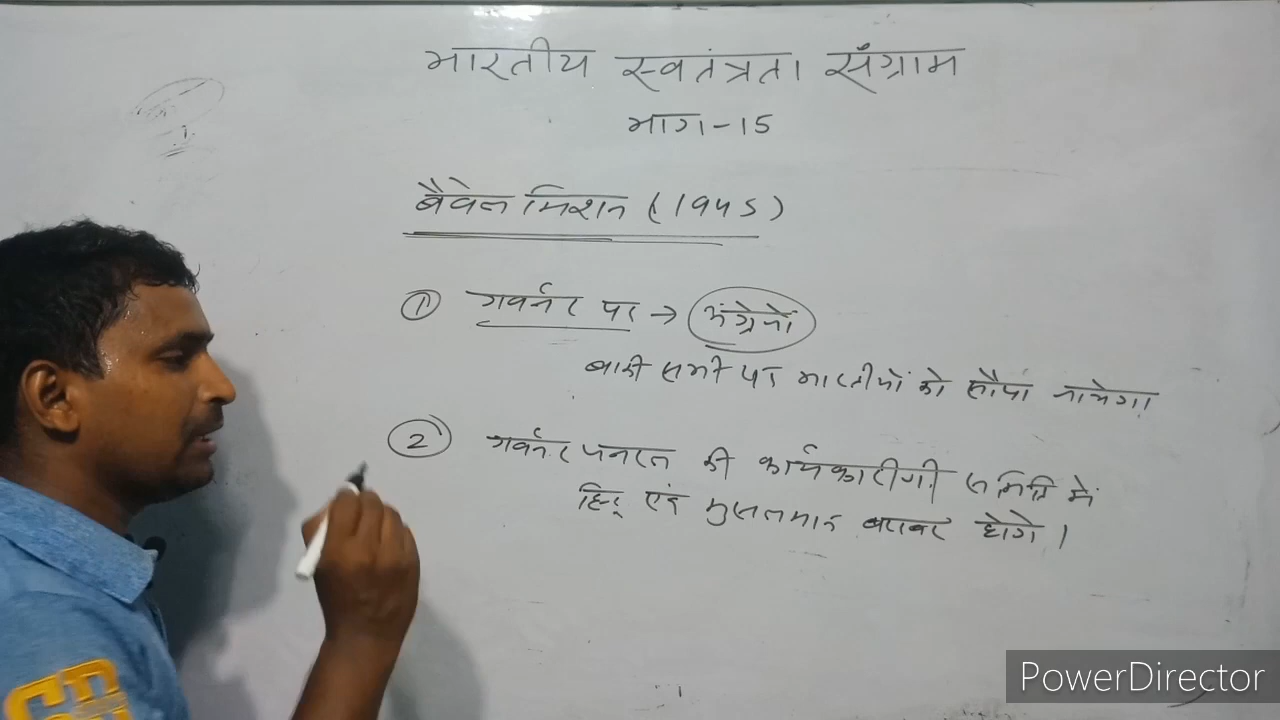 भारतीय स्वतंत्रता संग्राम
भाग-15
बैवेल मिशन (1945)
① गवर्नर पर → अंग्रेजों
बाकी सभी पद भारतीयों को सौपा जायेगा।
② गवर्नर जनरल की कार्यकारीणी समिति में
हिन्दू एवं मुसलमान बराबर होगे।
PowerDirector